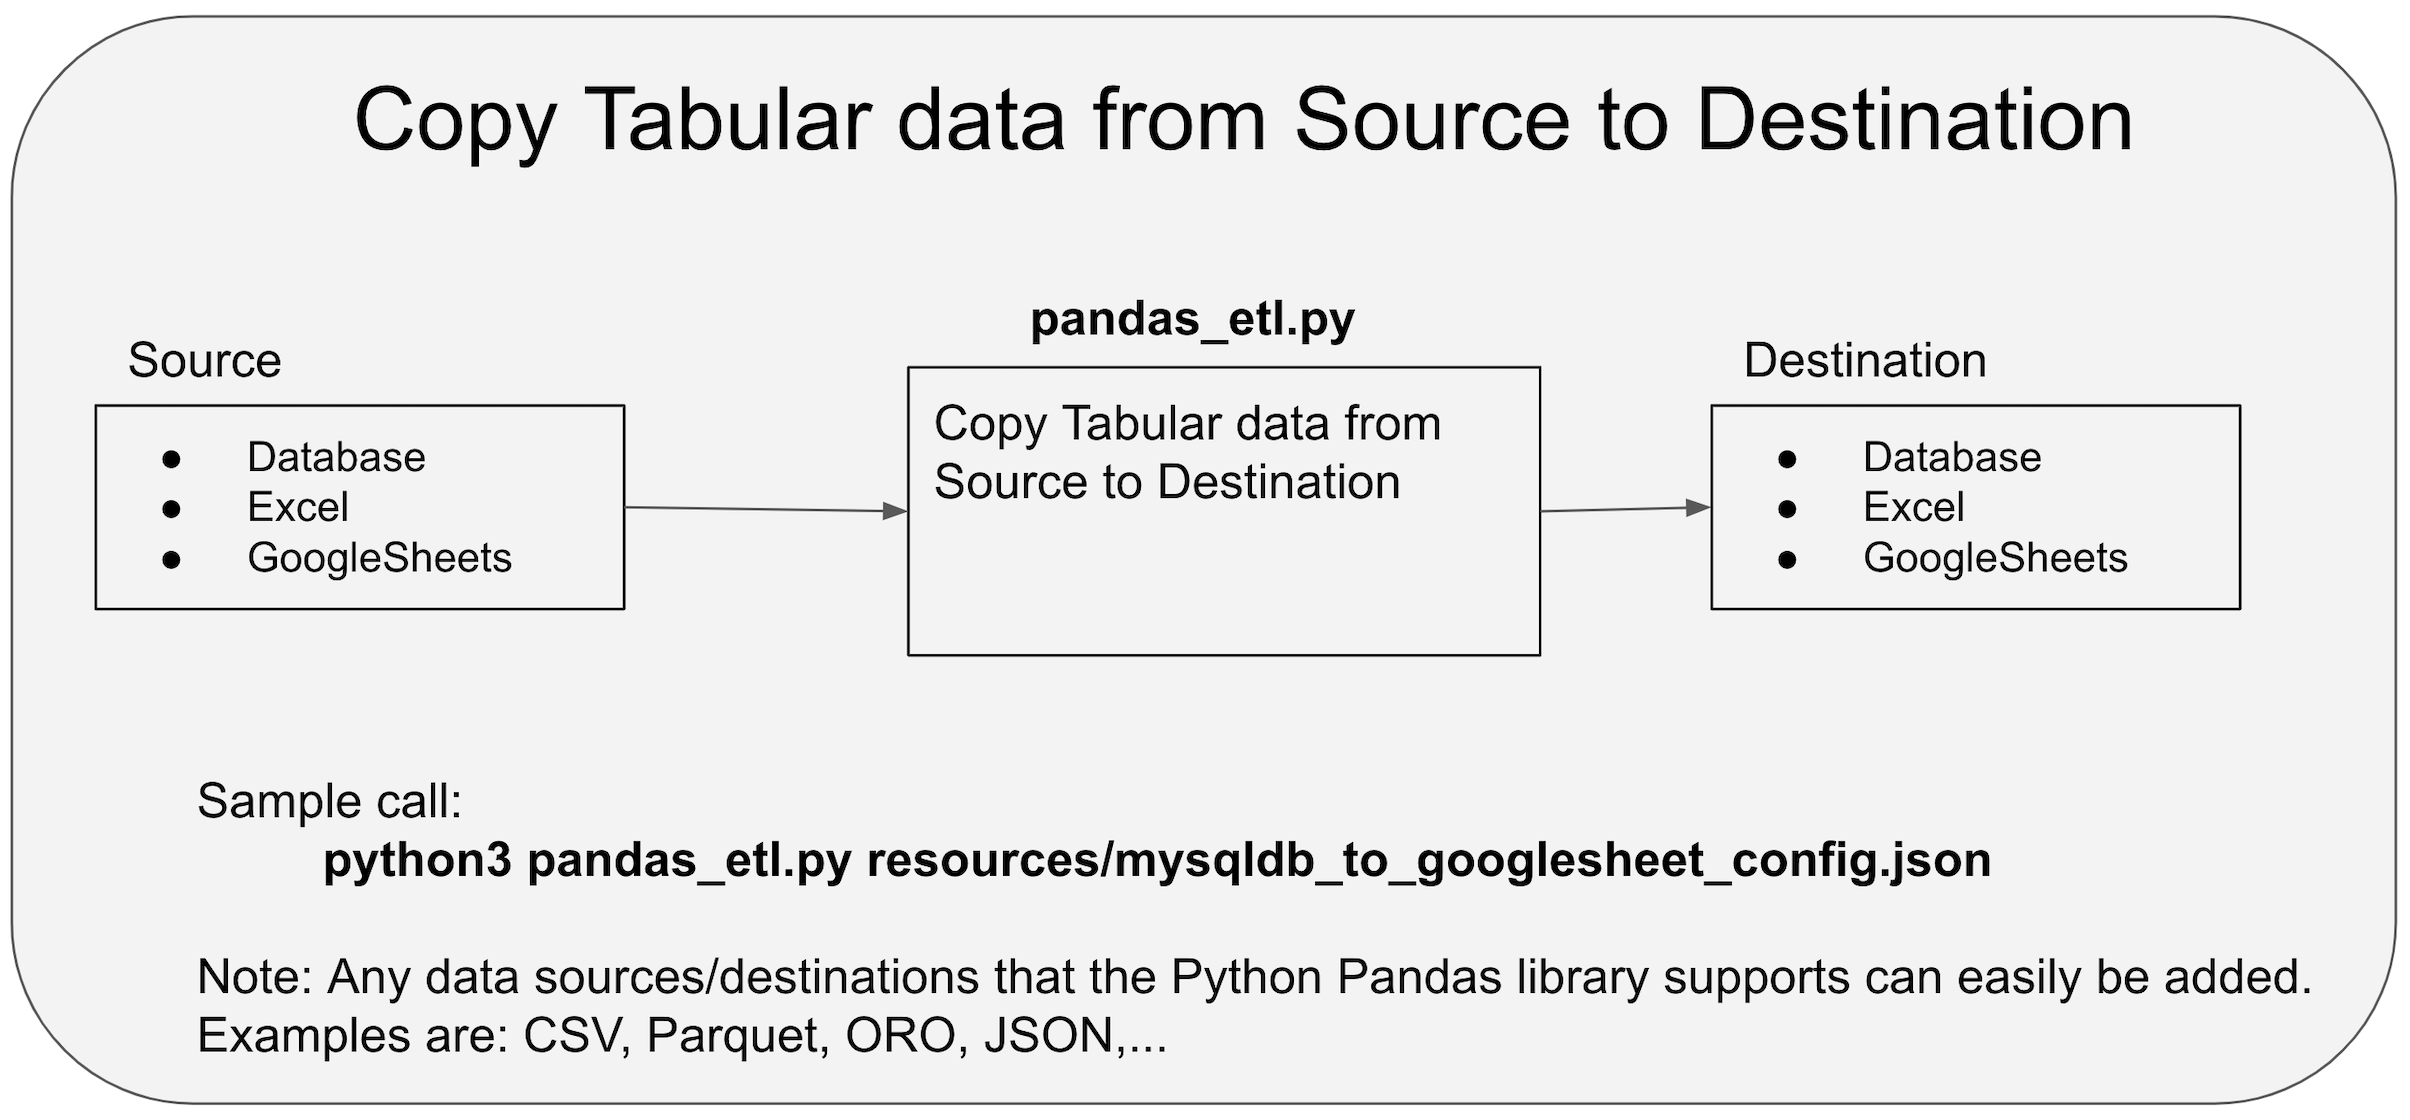 Copy Tabular data from Source to Destination
Source
● Database
● Excel
● GoogleSheets
pandas_etl.py
Copy Tabular data from
Source to Destination
Destination
● Database
● Excel
● GoogleSheets
Sample call:
python3 pandas_etl.py resources/mysqldb_to_googlesheet_config.json
Note: Any data sources/destinations that the Python Pandas library supports can easily be added.
Examples are: CSV, Parquet, ORO, JSON,...